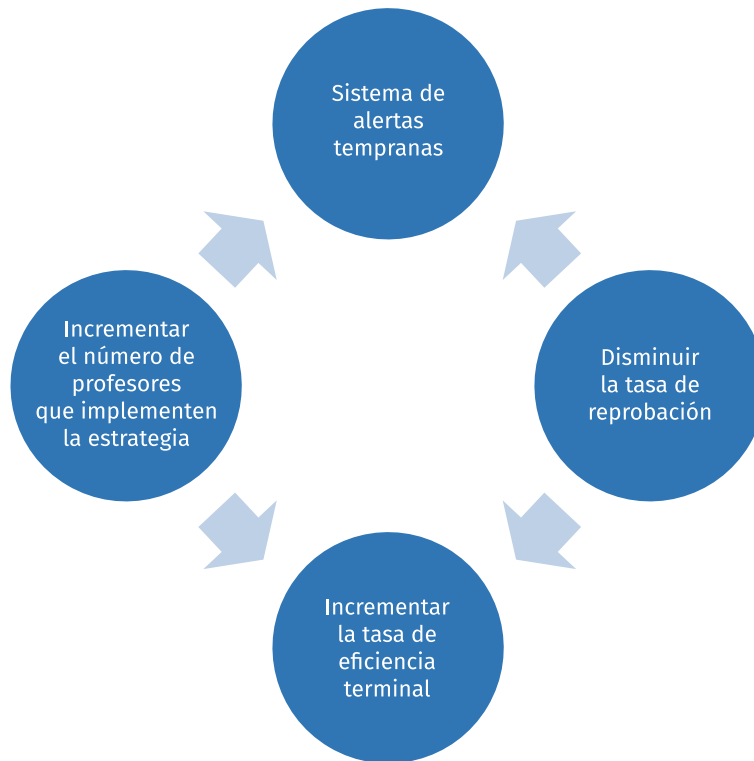 Sistema de
alertas
tempranas
Incrementar
el número de
profesores
que implementen
la estrategia
Disminuir
la tasa de
reprobación
Incrementar
la tasa de
eficiencia
terminal